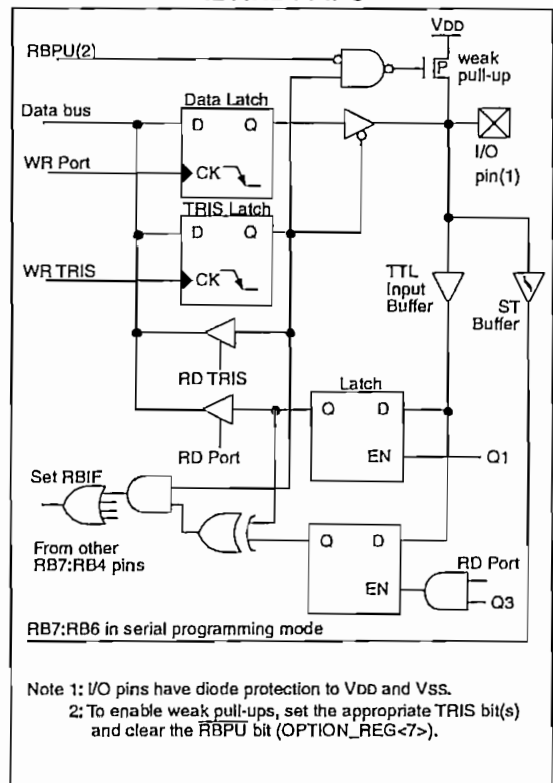 VDD
RBPU(2)
weak
pull-up
P
Data Latch
Data bus
D Q
I/O
pin(1)
WR Port
CK
TRIS Latch
D Q
WR TRIS
CK
TTL
Input
Buffer
ST
Buffer
RD TRIS
Latch
Q D
RD Port
EN
Q1
Set RBIF
Q D
From other
RB7:RB4 pins
RD Port
EN
Q3
RB7:RB6 in serial programming mode
Note 1: I/O pins have diode protection to VDD and VSS.
2: To enable weak pull-ups, set the appropriate TRIS bit(s)
and clear the RBPU bit (OPTION_REG<7>).